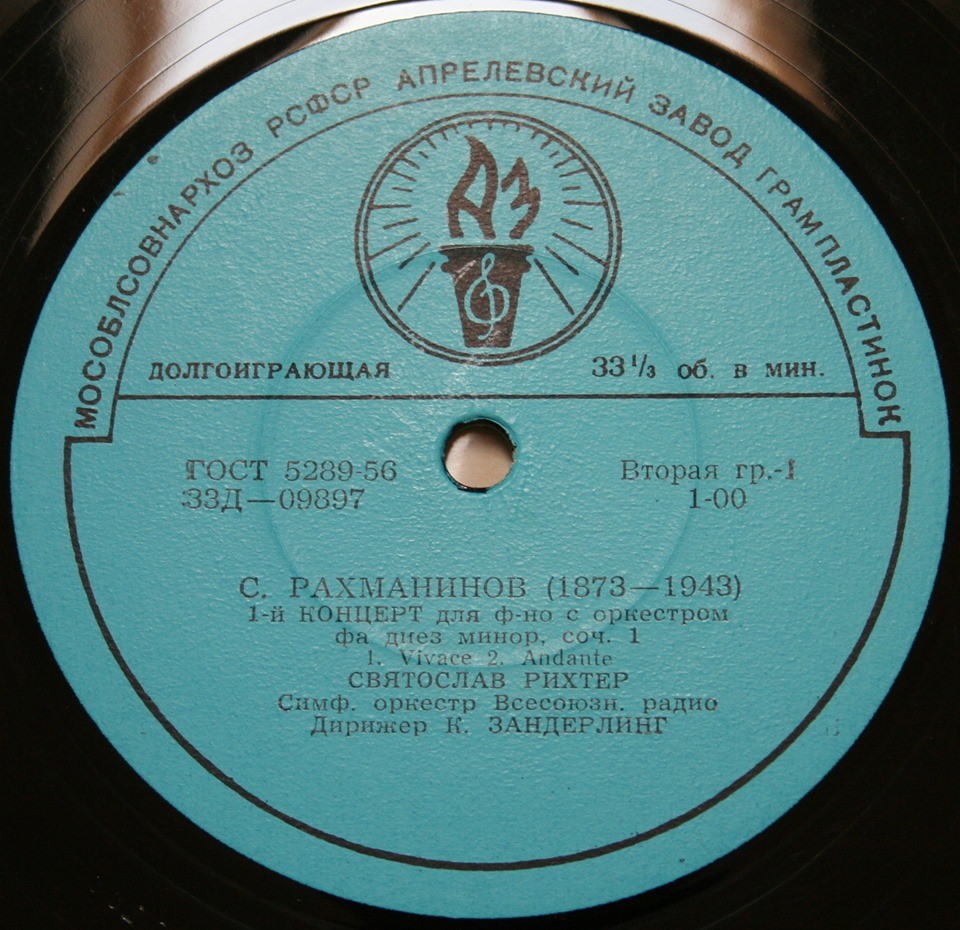 МОСОБЛСОВНАРХОЗ РСФСР АПРЕЛЕВСКИЙ ЗАВОД ГРАМПЛАСТИНОК
АЗ
ДОЛГОИГРАЮЩАЯ 33 1/3 об. в мин.
ГОСТ 5289-56 Вторая гр.-1
33Д—09897 1-00
С. РАХМАНИНОВ (1873—1943)
1-й КОНЦЕРТ для ф-но с оркестром
фа диез минор, соч. 1
1. Vivace 2. Andante
СВЯТОСЛАВ РИХТЕР
Симф. оркестр Всесоюзн. радио
Дирижер К. ЗАНДЕРЛИНГ